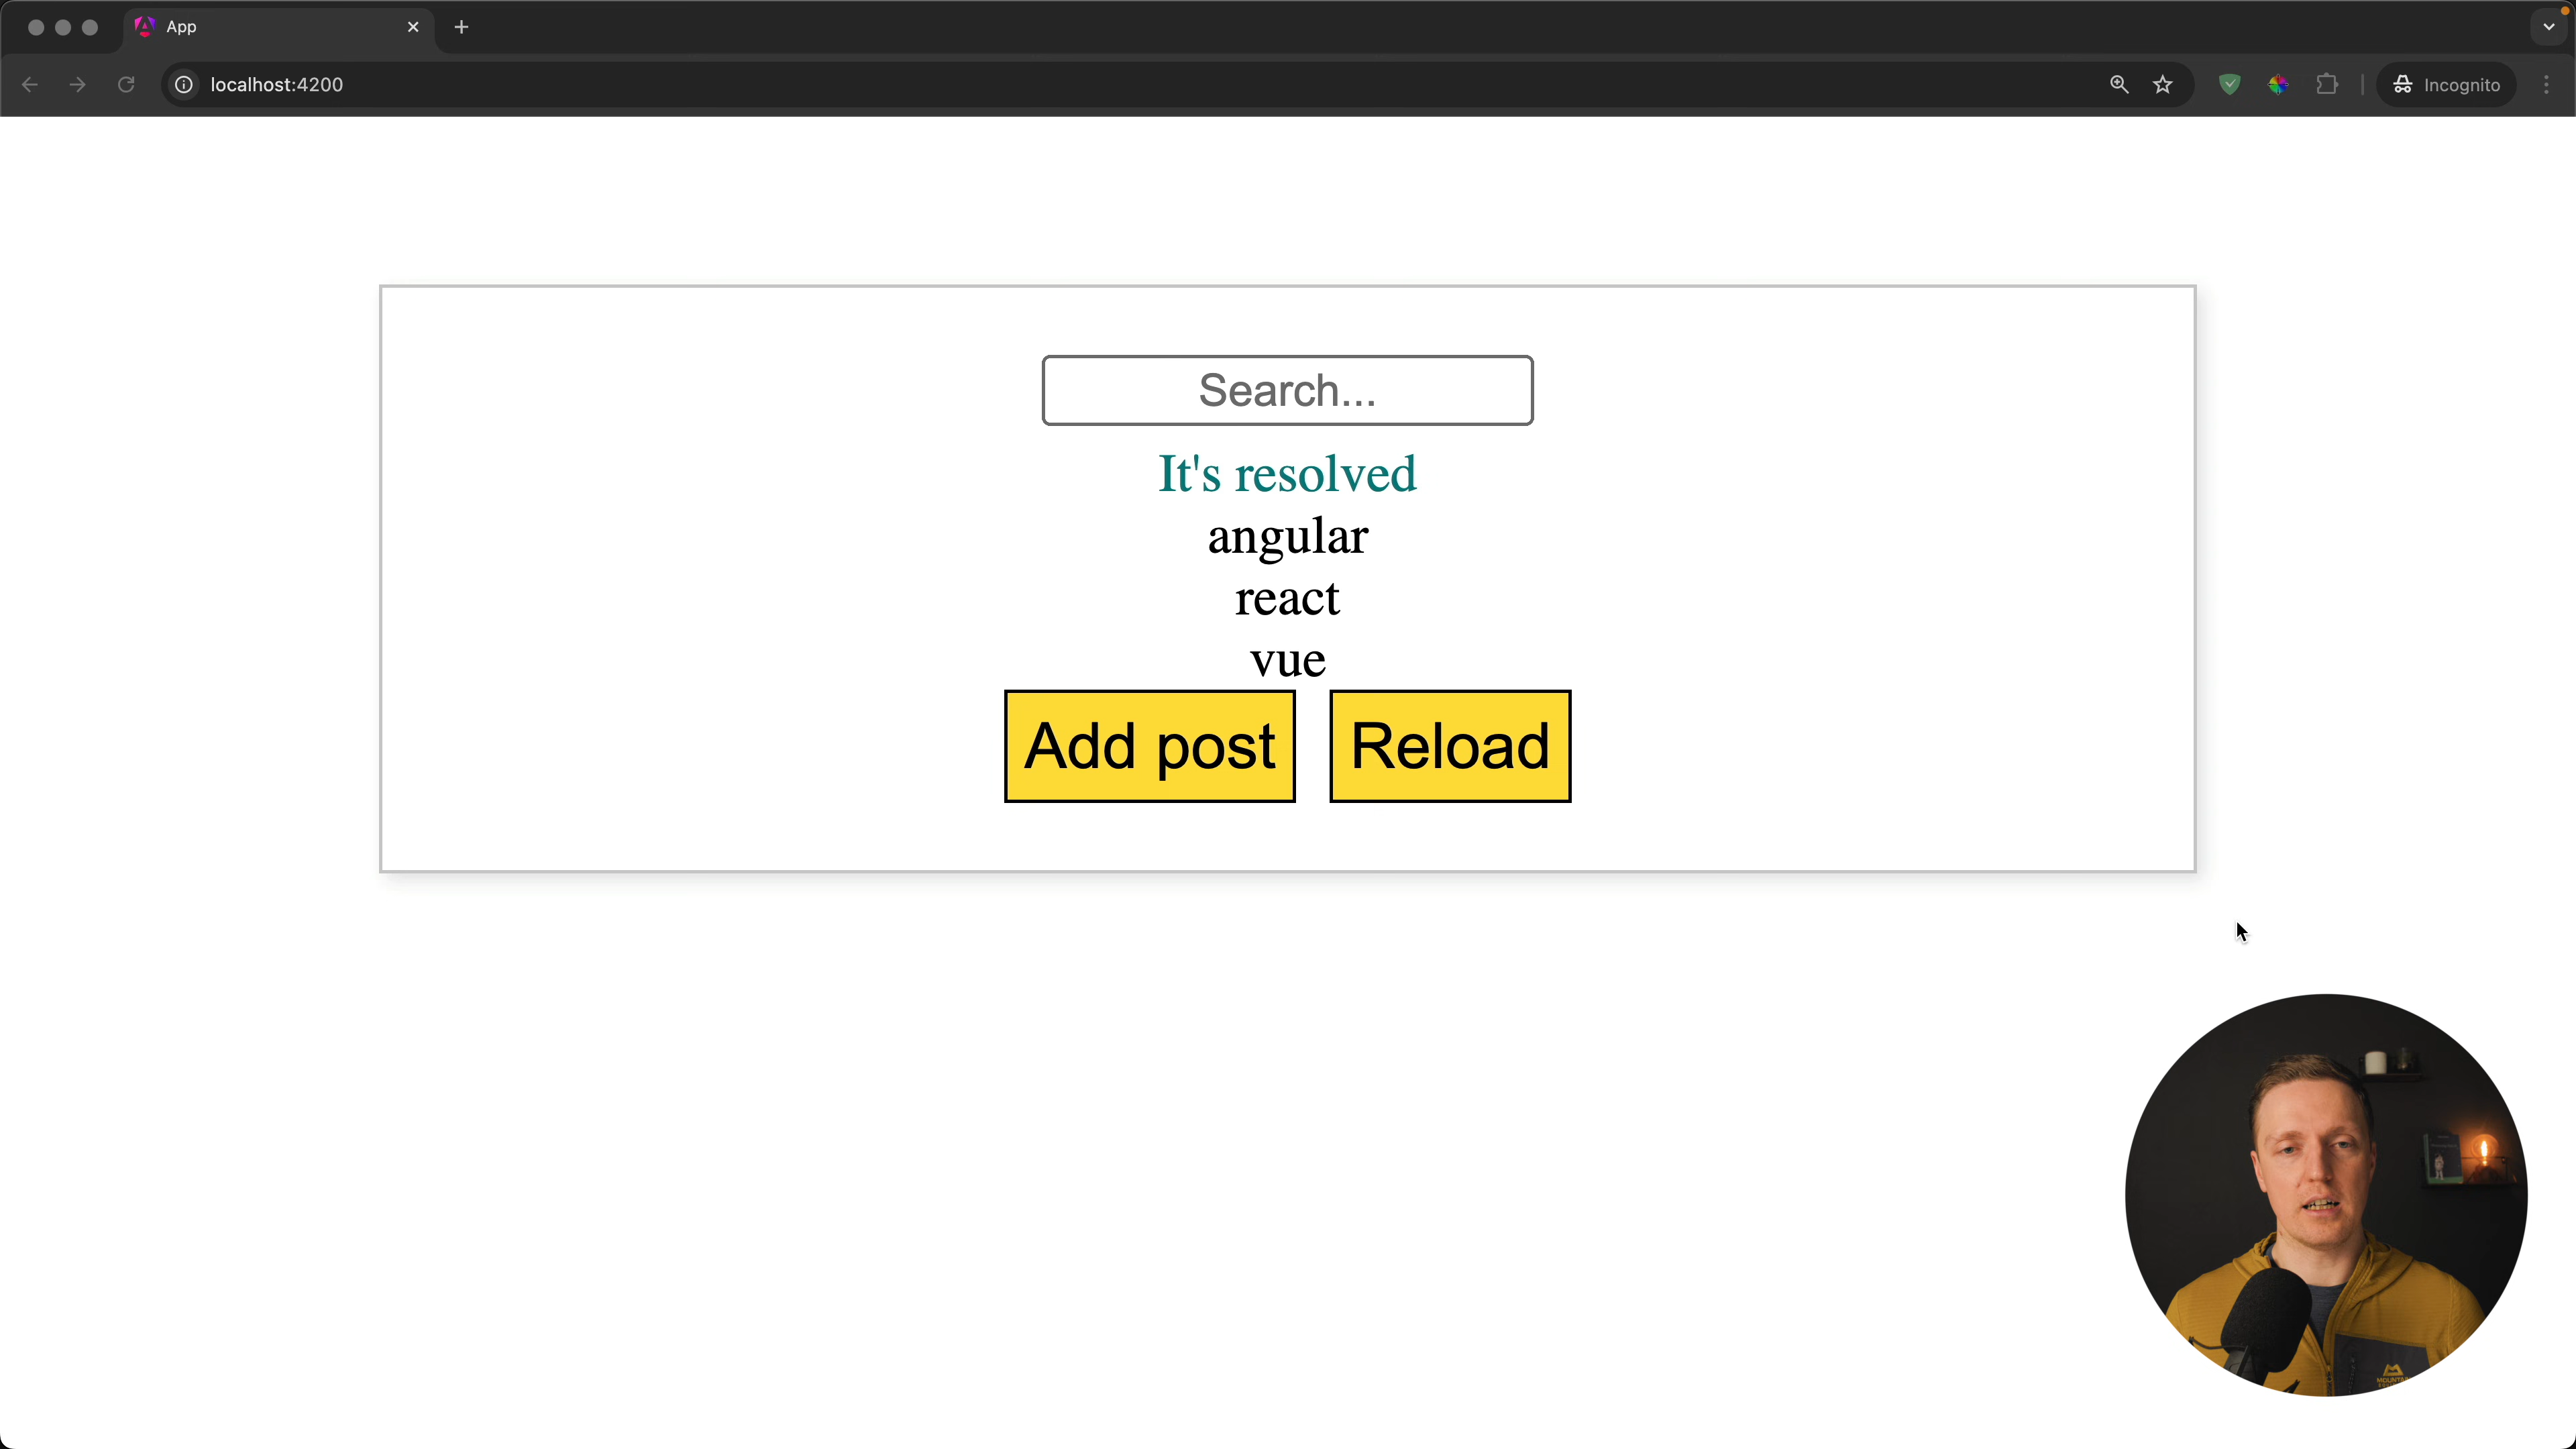 App
localhost:4200
Incognito
Search...
It's resolved
angular
react
vue
Add post
Reload